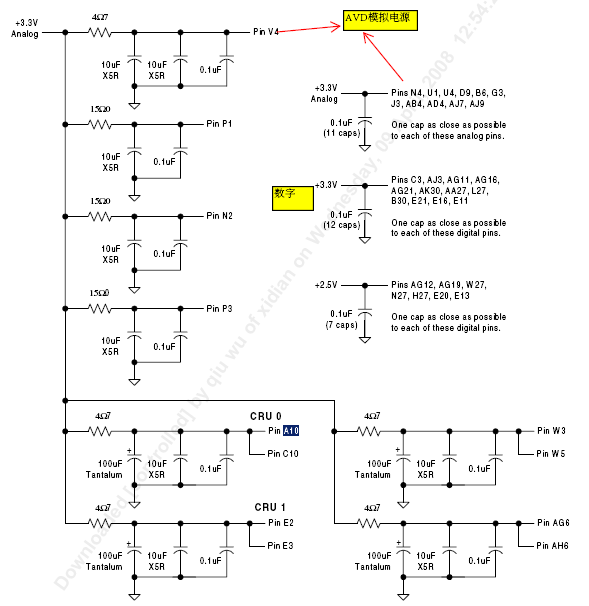 +3.3V
Analog
4Ω7
Pin V4
10uF
X5R
10uF
X5R
0.1uF
AVD模拟电源
+3.3V
Analog
Pins N4, U1, U4, D9, B6, G3,
J3, AB4, AD4, AJ7, AJ9
0.1uF
(11 caps)
One cap as close as possible
to each of these analog pins.
15Ω0
Pin P1
10uF
X5R
0.1uF
数字
+3.3V
Pins C3, AJ3, AG11, AG16,
AG21, AK30, AA27, L27,
B30, E21, E16, E11
0.1uF
(12 caps)
One cap as close as possible
to each of these digital pins.
15Ω0
Pin N2
10uF
X5R
0.1uF
+2.5V
Pins AG12, AG19, W27,
N27, H27, E20, E13
0.1uF
(7 caps)
One cap as close as possible
to each of these digital pins.
15Ω0
Pin P3
10uF
X5R
0.1uF
CRU 0
4Ω7
Pin A10
Pin C10
+
100uF
Tantalum
10uF
X5R
0.1uF
4Ω7
Pin W3
Pin W5
+
100uF
Tantalum
10uF
X5R
0.1uF
CRU 1
4Ω7
Pin E2
Pin E3
+
100uF
Tantalum
10uF
X5R
0.1uF
4Ω7
Pin AG6
Pin AH6
+
100uF
Tantalum
10uF
X5R
0.1uF